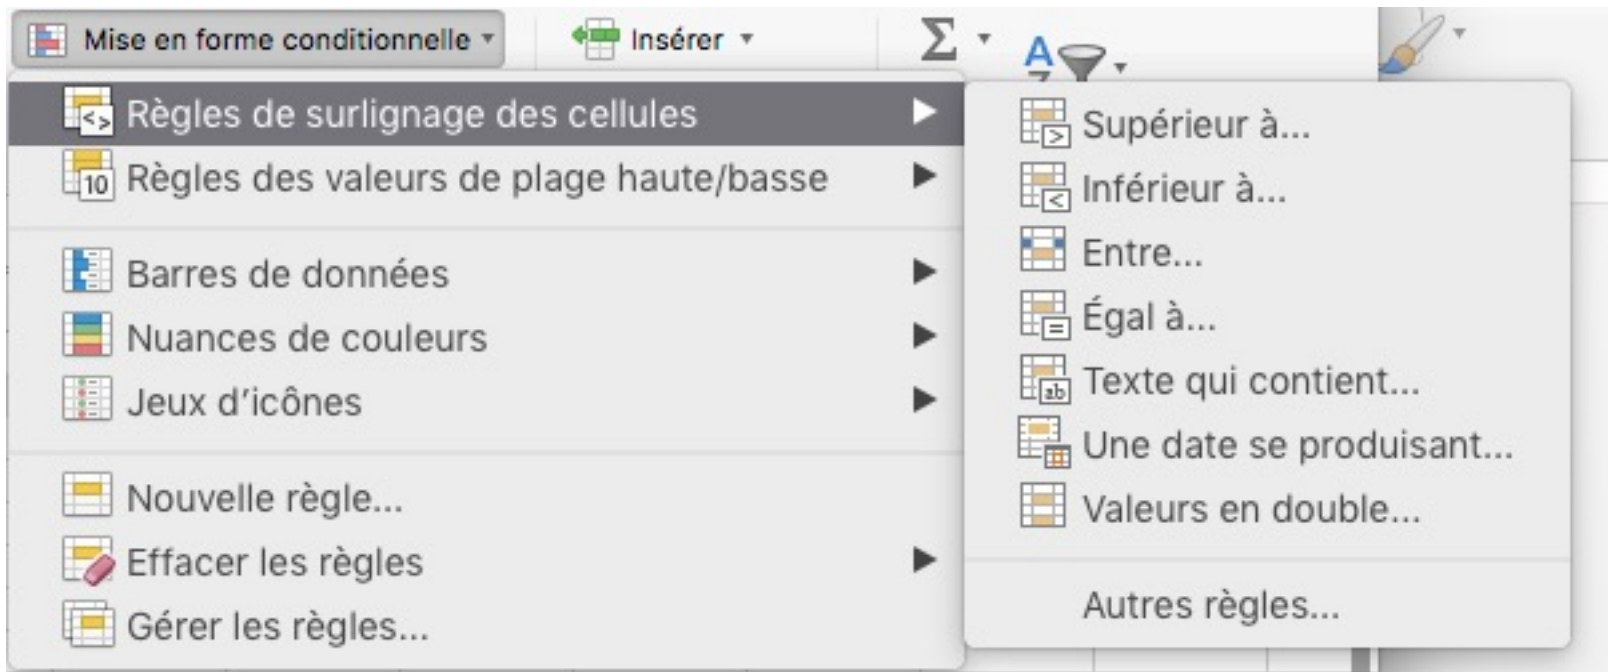 Mise en forme conditionnelle
Insérer
Règles de surlignage des cellules
Règles des valeurs de plage haute/basse
Barres de données
Nuances de couleurs
Jeux d’icônes
Nouvelle règle...
Effacer les règles
Gérer les règles...
Supérieur à...
Inférieur à...
Entre...
Égal à...
Texte qui contient...
Une date se produisant...
Valeurs en double...
Autres règles...